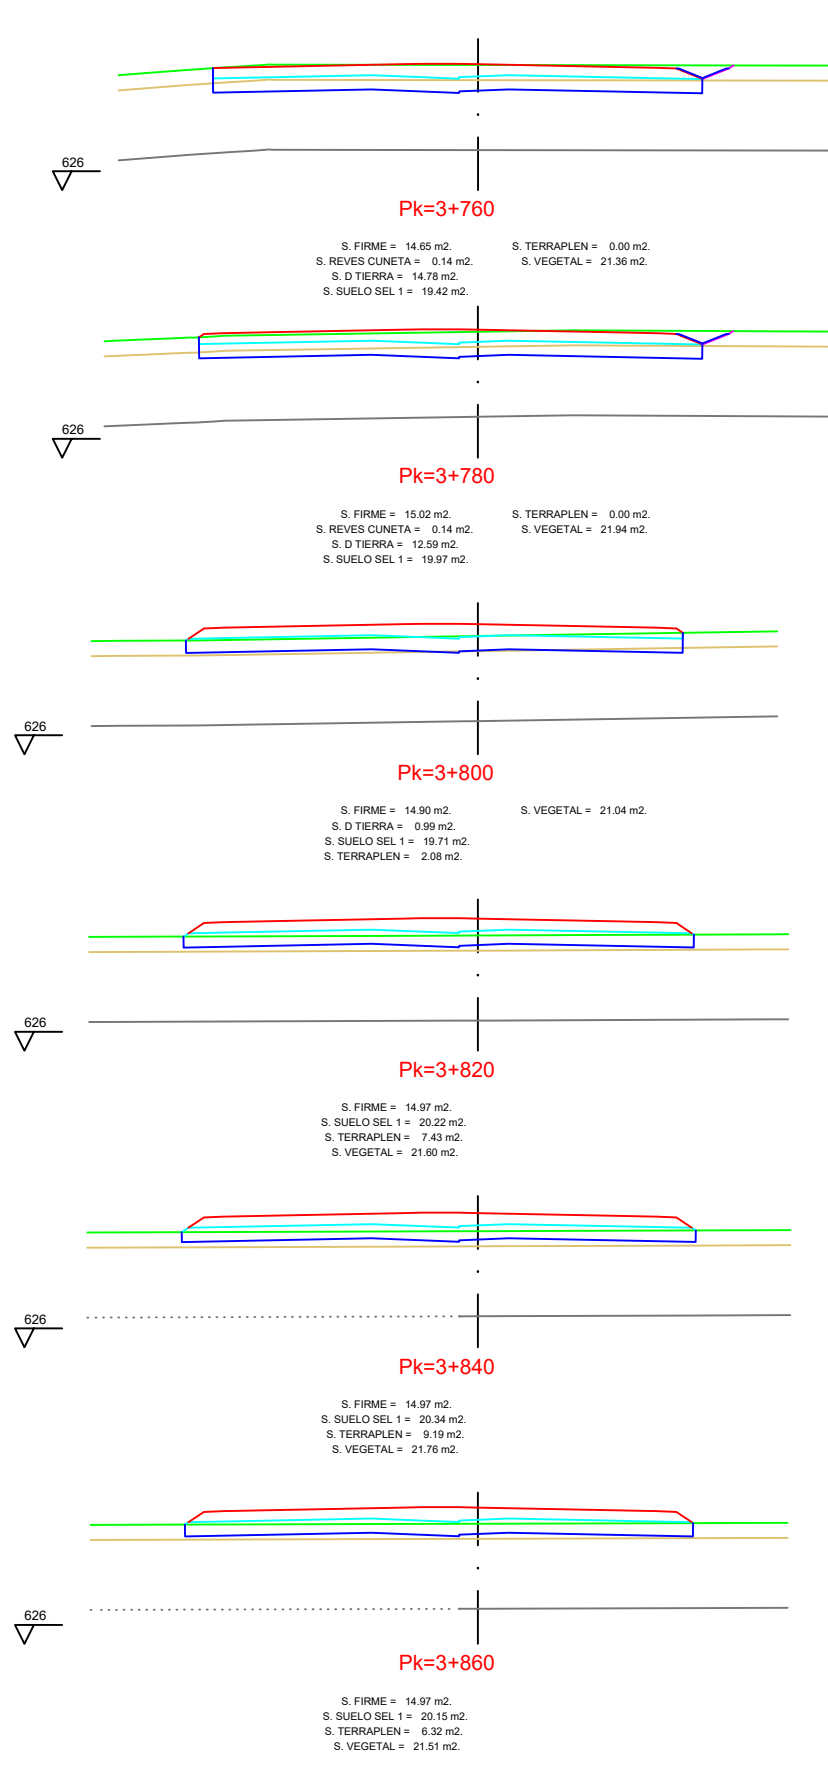 626
Pk=3+760
S. FIRME = 14.65 m2. S. TERRAPLEN = 0.00 m2.
S. REVES CUNETA = 0.14 m2. S. VEGETAL = 21.36 m2.
S. D TIERRA = 14.78 m2.
S. SUELO SEL 1 = 19.42 m2.
626
Pk=3+780
S. FIRME = 15.02 m2. S. TERRAPLEN = 0.00 m2.
S. REVES CUNETA = 0.14 m2. S. VEGETAL = 21.94 m2.
S. D TIERRA = 12.59 m2.
S. SUELO SEL 1 = 19.97 m2.
626
Pk=3+800
S. FIRME = 14.90 m2. S. VEGETAL = 21.04 m2.
S. D TIERRA = 0.99 m2.
S. SUELO SEL 1 = 19.71 m2.
S. TERRAPLEN = 2.08 m2.
626
Pk=3+820
S. FIRME = 14.97 m2.
S. SUELO SEL 1 = 20.22 m2.
S. TERRAPLEN = 7.43 m2.
S. VEGETAL = 21.60 m2.
626
Pk=3+840
S. FIRME = 14.97 m2.
S. SUELO SEL 1 = 20.34 m2.
S. TERRAPLEN = 9.19 m2.
S. VEGETAL = 21.76 m2.
626
Pk=3+860
S. FIRME = 14.97 m2.
S. SUELO SEL 1 = 20.15 m2.
S. TERRAPLEN = 6.32 m2.
S. VEGETAL = 21.51 m2.